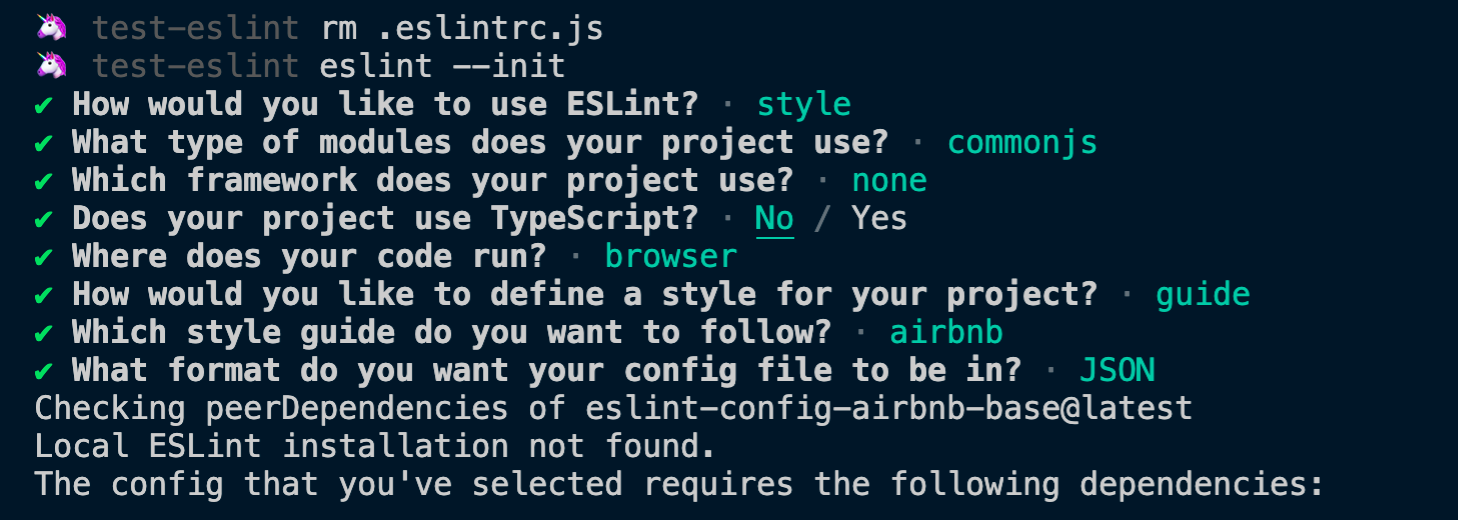 🦄 test-eslint rm .eslintrc.js
🦄 test-eslint eslint --init
✔ How would you like to use ESLint? · style
✔ What type of modules does your project use? · commonjs
✔ Which framework does your project use? · none
✔ Does your project use TypeScript? · No / Yes
✔ Where does your code run? · browser
✔ How would you like to define a style for your project? · guide
✔ Which style guide do you want to follow? · airbnb
✔ What format do you want your config file to be in? · JSON
Checking peerDependencies of eslint-config-airbnb-base@latest
Local ESLint installation not found.
The config that you've selected requires the following dependencies: